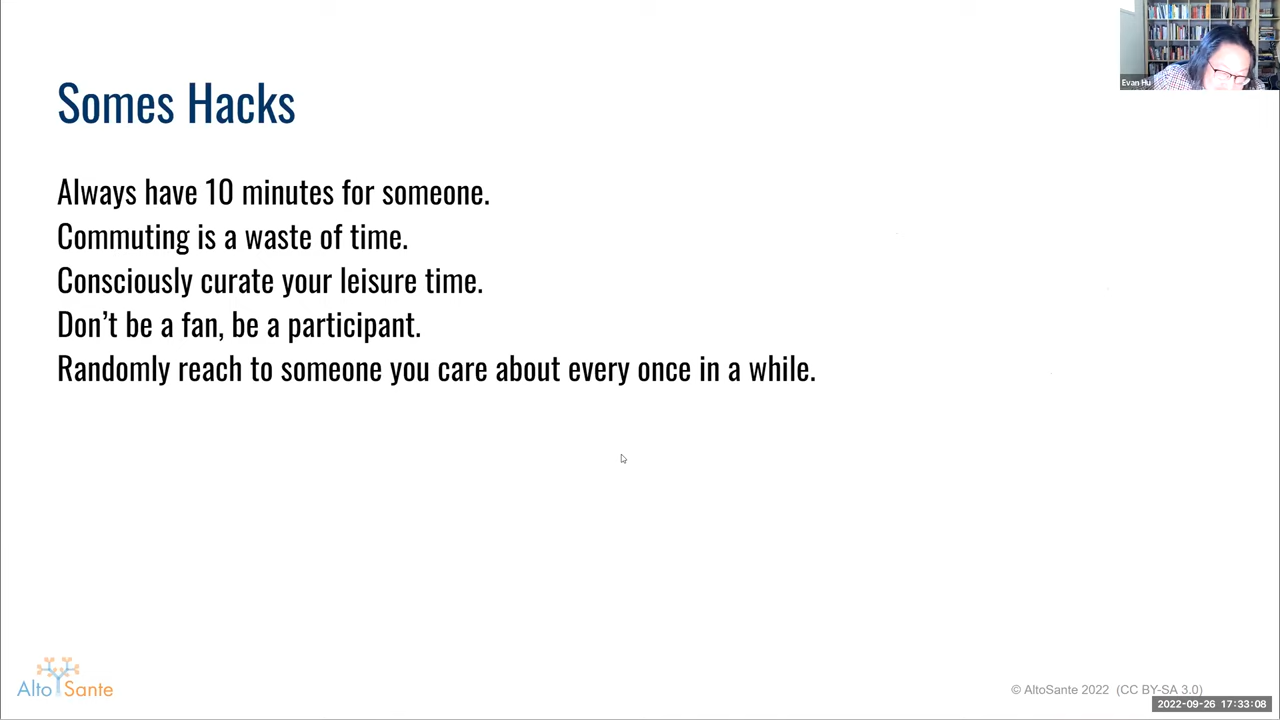 Somes Hacks
Always have 10 minutes for someone.
Commuting is a waste of time.
Consciously curate your leisure time.
Don’t be a fan, be a participant.
Randomly reach to someone you care about every once in a while.
Evan Hu
Alto Sante
© AltoSante 2022 (CC BY-SA 3.0)
2022-09-26 17:33:08